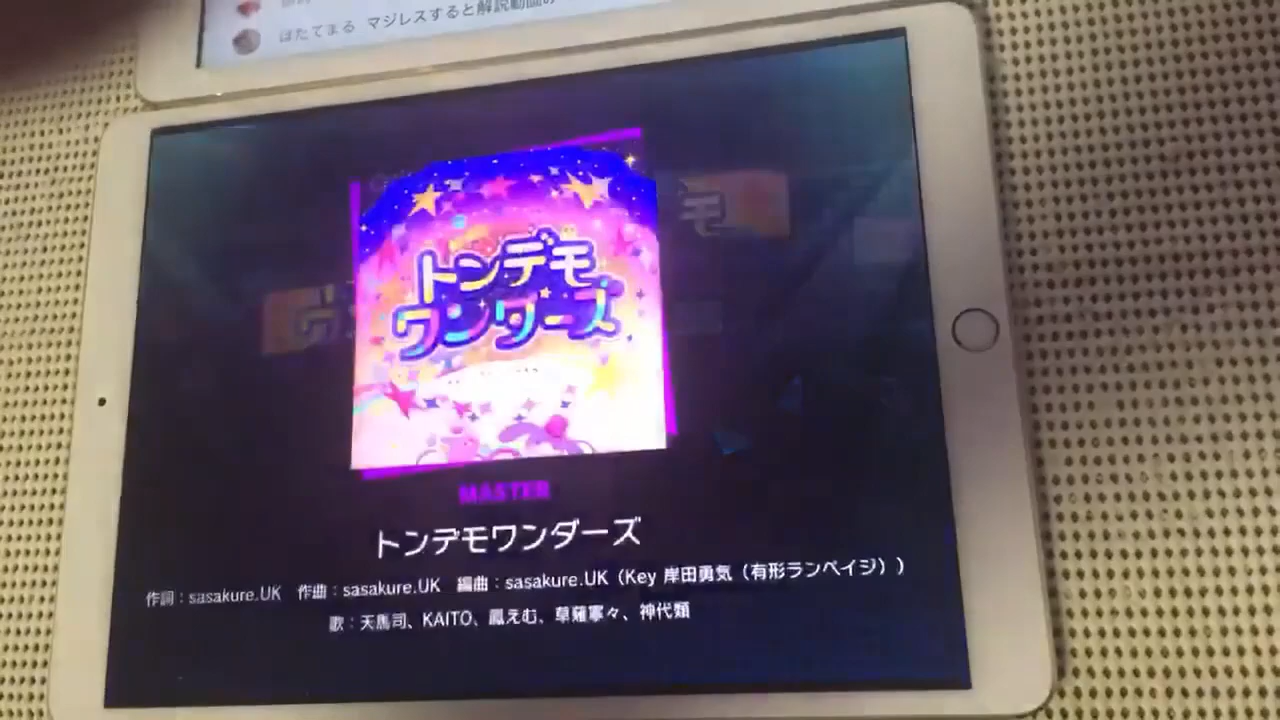 ほたてまる マジレスすると解説動画み
トンデモ
ワンダーズ
モ
MASTER
トンデモワンダーズ
作詞：sasakure.UK 作曲：sasakure.UK 編曲：sasakure.UK（Key 岸田勇気（有形ランペイジ））
歌：天馬司、KAITO、鳳えむ、草薙寧々、神代類